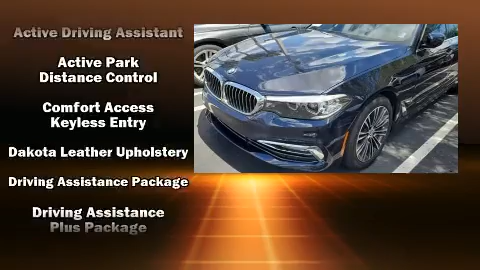 Active Driving Assistant
Active Park
Distance Control
Comfort Access
Keyless Entry
Dakota Leather Upholstery
Driving Assistance Package
Driving Assistance
Plus Package